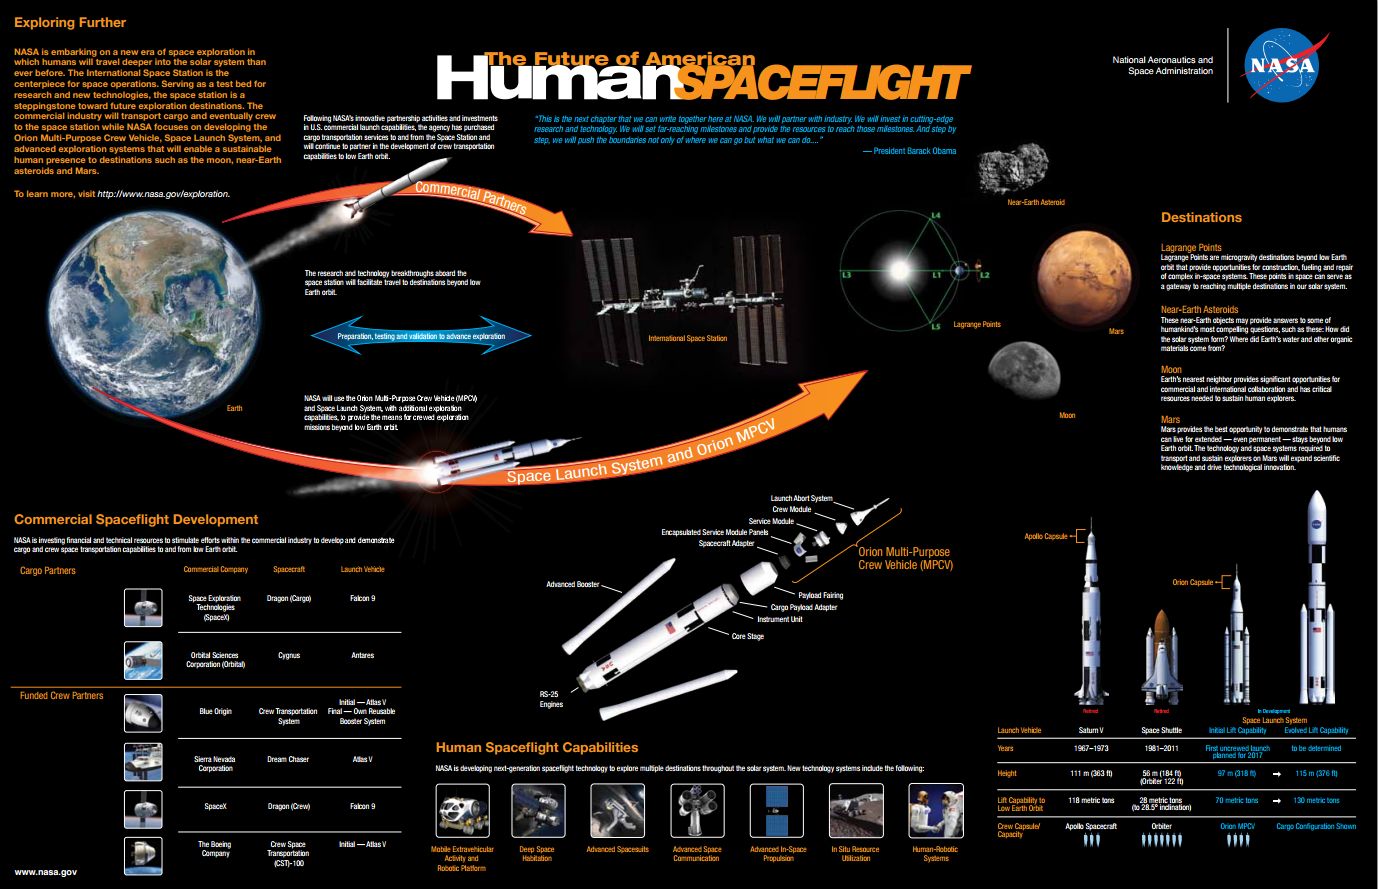 Exploring Further
NASA is embarking on a new era of space exploration in
which humans will travel deeper into the solar system than
ever before. The International Space Station is the
centerpiece for space operations. Serving as a test bed for
research and new technologies, the space station is a
steppingstone toward future exploration destinations. The
commercial industry will transport cargo and eventually crew
to the space station while NASA focuses on developing the
Orion Multi-Purpose Crew Vehicle, Space Launch System, and
advanced exploration systems that will enable a sustainable
human presence to destinations such as the moon, near-Earth
asteroids and Mars.
To learn more, visit http://www.nasa.gov/exploration.
The Future of American
Human SPACEFLIGHT
"This is the next chapter that we can write together here at NASA. We will partner with industry. We will invest in cutting-edge
research and technology. We will set far-reaching milestones and provide the resources to reach those milestones. And step by
step, we will push the boundaries not only of where we can go but what we can do...."
— President Barack Obama
National Aeronautics and
Space Administration
NASA
Following NASA's innovative partnership activities and investments
in U.S. commercial launch capabilities, the agency has purchased
cargo transportation services to and from the Space Station and
will continue to partner in the development of crew transportation
capabilities to low Earth orbit.
Commercial Partners
The research and technology breakthroughs aboard the
space station will facilitate travel to destinations beyond low
Earth orbit.
Preparation, testing and validation to advance exploration
International Space Station
NASA will use the Orion Multi-Purpose Crew Vehicle (MPCV)
and Space Launch System, with additional exploration
capabilities, to provide the means for crewed exploration
missions beyond low Earth orbit.
Earth
Space Launch System and Orion MPCV
Near-Earth Asteroid
L4
L3
L1
L2
L5
Lagrange Points
Mars
Moon
Destinations
Lagrange Points
Lagrange Points are microgravity destinations beyond low Earth
orbit that provide opportunities for construction, fueling and repair
of complex in-space systems. These points in space can serve as
a gateway to reaching multiple destinations in our solar system.
Near-Earth Asteroids
These near-Earth objects may provide answers to some of
humankind's most compelling questions, such as these: How did
the solar system form? Where did Earth's water and other organic
materials come from?
Moon
Earth's nearest neighbor provides significant opportunities for
commercial and international collaboration and has critical
resources needed to sustain human explorers.
Mars
Mars provides the best opportunity to demonstrate that humans
can live for extended — even permanent — stays beyond low
Earth orbit. The technology and space systems required to
transport and sustain explorers on Mars will expand scientific
knowledge and drive technological innovation.
Commercial Spaceflight Development
NASA is investing financial and technical resources to stimulate efforts within the commercial industry to develop and demonstrate
cargo and crew space transportation capabilities to and from low Earth orbit.
Cargo Partners
Commercial Company Spacecraft Launch Vehicle
Space Exploration Dragon (Cargo) Falcon 9
Technologies
(SpaceX)
Orbital Sciences Cygnus Antares
Corporation (Orbital)
Funded Crew Partners
Initial — Atlas V
Blue Origin Crew Transportation Final — Own Reusable
System Booster System
Sierra Nevada Dream Chaser Atlas V
Corporation
SpaceX Dragon (Crew) Falcon 9
The Boeing Crew Space Initial — Atlas V
Company Transportation
(CST)-100
www.nasa.gov
Launch Abort System
Crew Module
Service Module
Encapsulated Service Module Panels
Spacecraft Adapter
Orion Multi-Purpose
Crew Vehicle (MPCV)
Advanced Booster
Payload Fairing
Cargo Payload Adapter
Instrument Unit
Core Stage
RS-25
Engines
Human Spaceflight Capabilities
NASA is developing next-generation spaceflight technology to explore multiple destinations throughout the solar system. New technology systems include the following:
Mobile Extravehicular
Activity and
Robotic Platform
Deep Space
Habitation
Advanced Spacesuits
Advanced Space
Communication
Advanced In-Space
Propulsion
In Situ Resource
Utilization
Human-Robotic
Systems
Apollo Capsule
Orion Capsule
Retired
Retired
In Development
Space Launch System
Launch Vehicle Saturn V Space Shuttle Initial Lift Capability Evolved Lift Capability
Years 1967–1973 1981–2011 First uncrewed launch to be determined
planned for 2017
Height 111 m (363 ft) 56 m (184 ft) 97 m (318 ft) → 115 m (376 ft)
(Orbiter 122 ft)
Lift Capability to 118 metric tons 28 metric tons 70 metric tons → 130 metric tons
Low Earth Orbit (to 28.5° inclination)
Crew Capsule/ Apollo Spacecraft Orbiter Orion MPCV Cargo Configuration Shown
Capacity